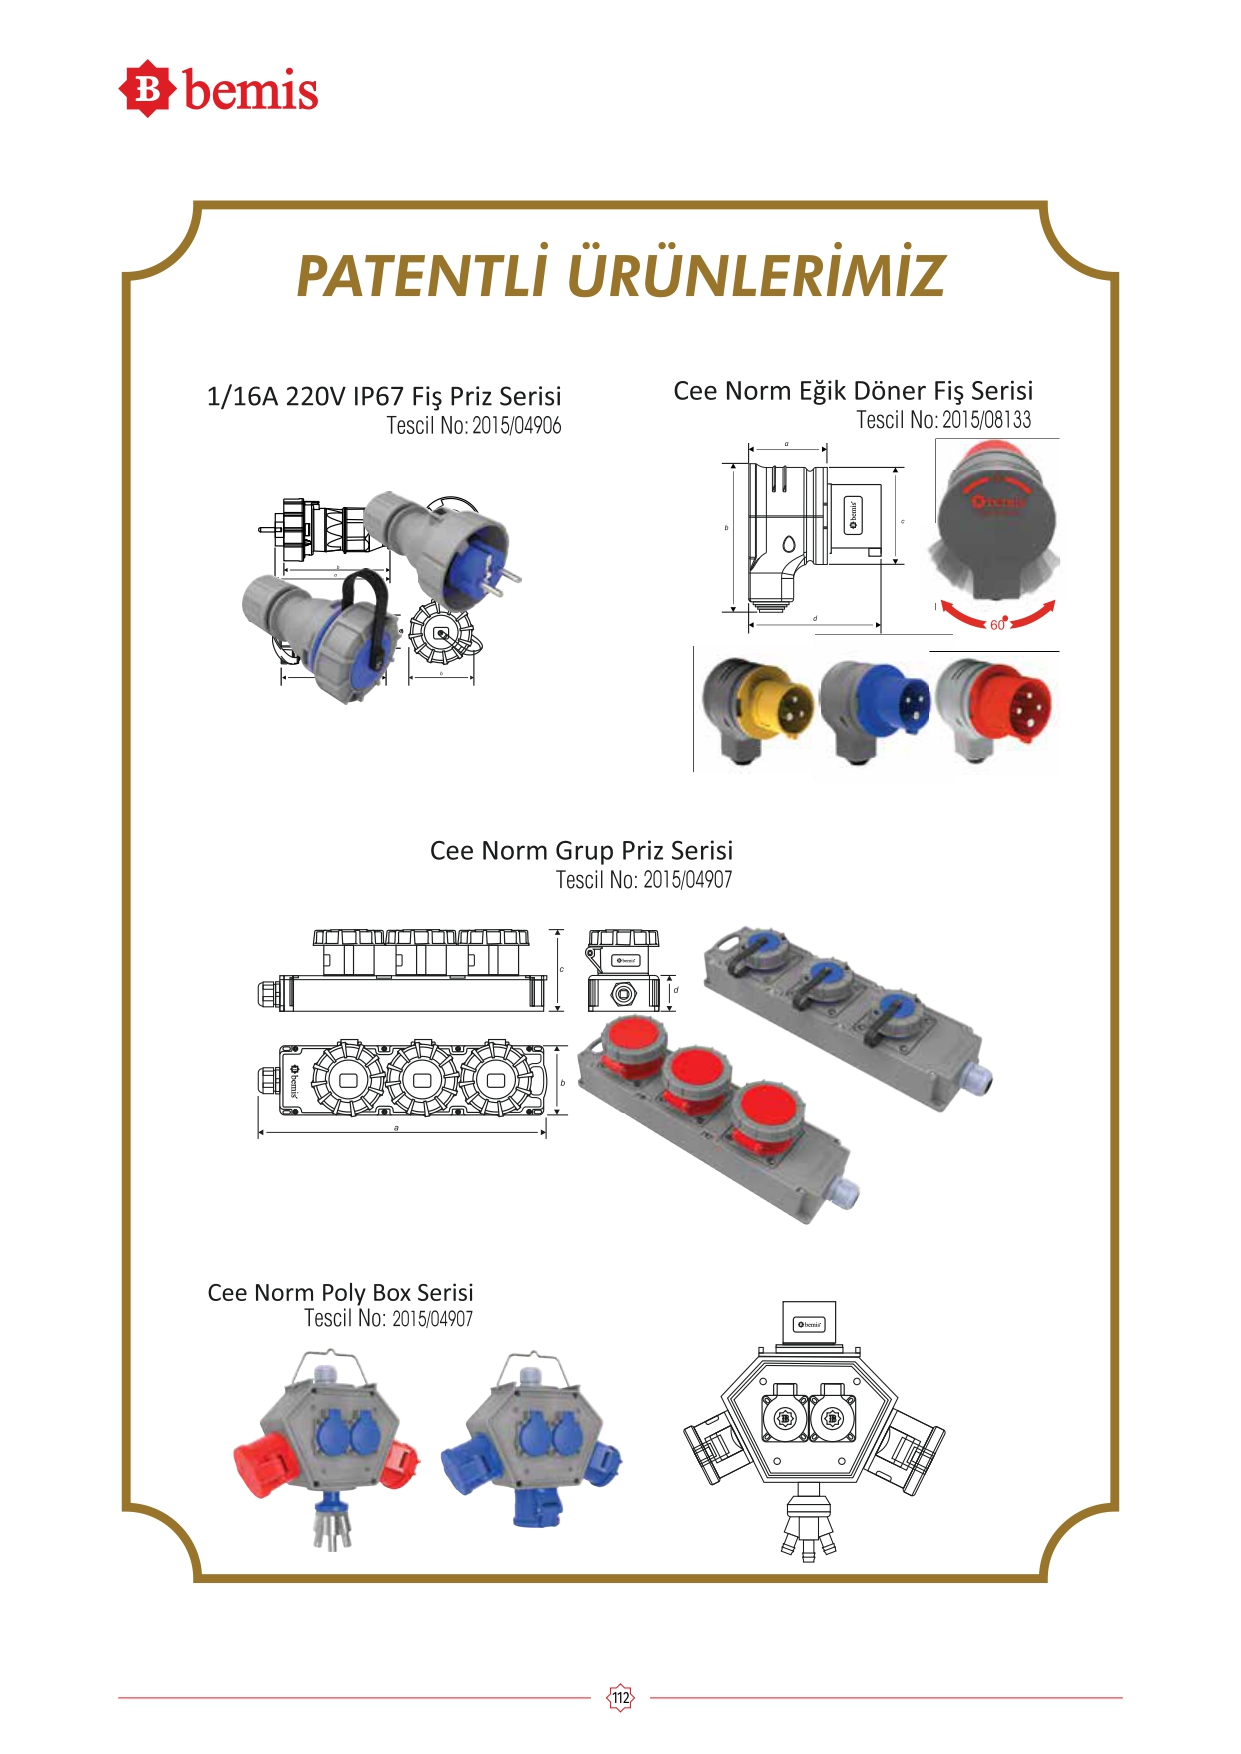 bemis
PATENTLİ ÜRÜNLERİMİZ
1/16A 220V IP67 Fiş Priz Serisi
Tescil No: 2015/04906
Cee Norm Eğik Döner Fiş Serisi
Tescil No: 2015/08133
a
b
bemis
c
d
bemis
60°
b
a
b
Cee Norm Grup Priz Serisi
Tescil No: 2015/04907
c
bemis
d
bemis
b
a
Cee Norm Poly Box Serisi
Tescil No: 2015/04907
bemis
B
B
112